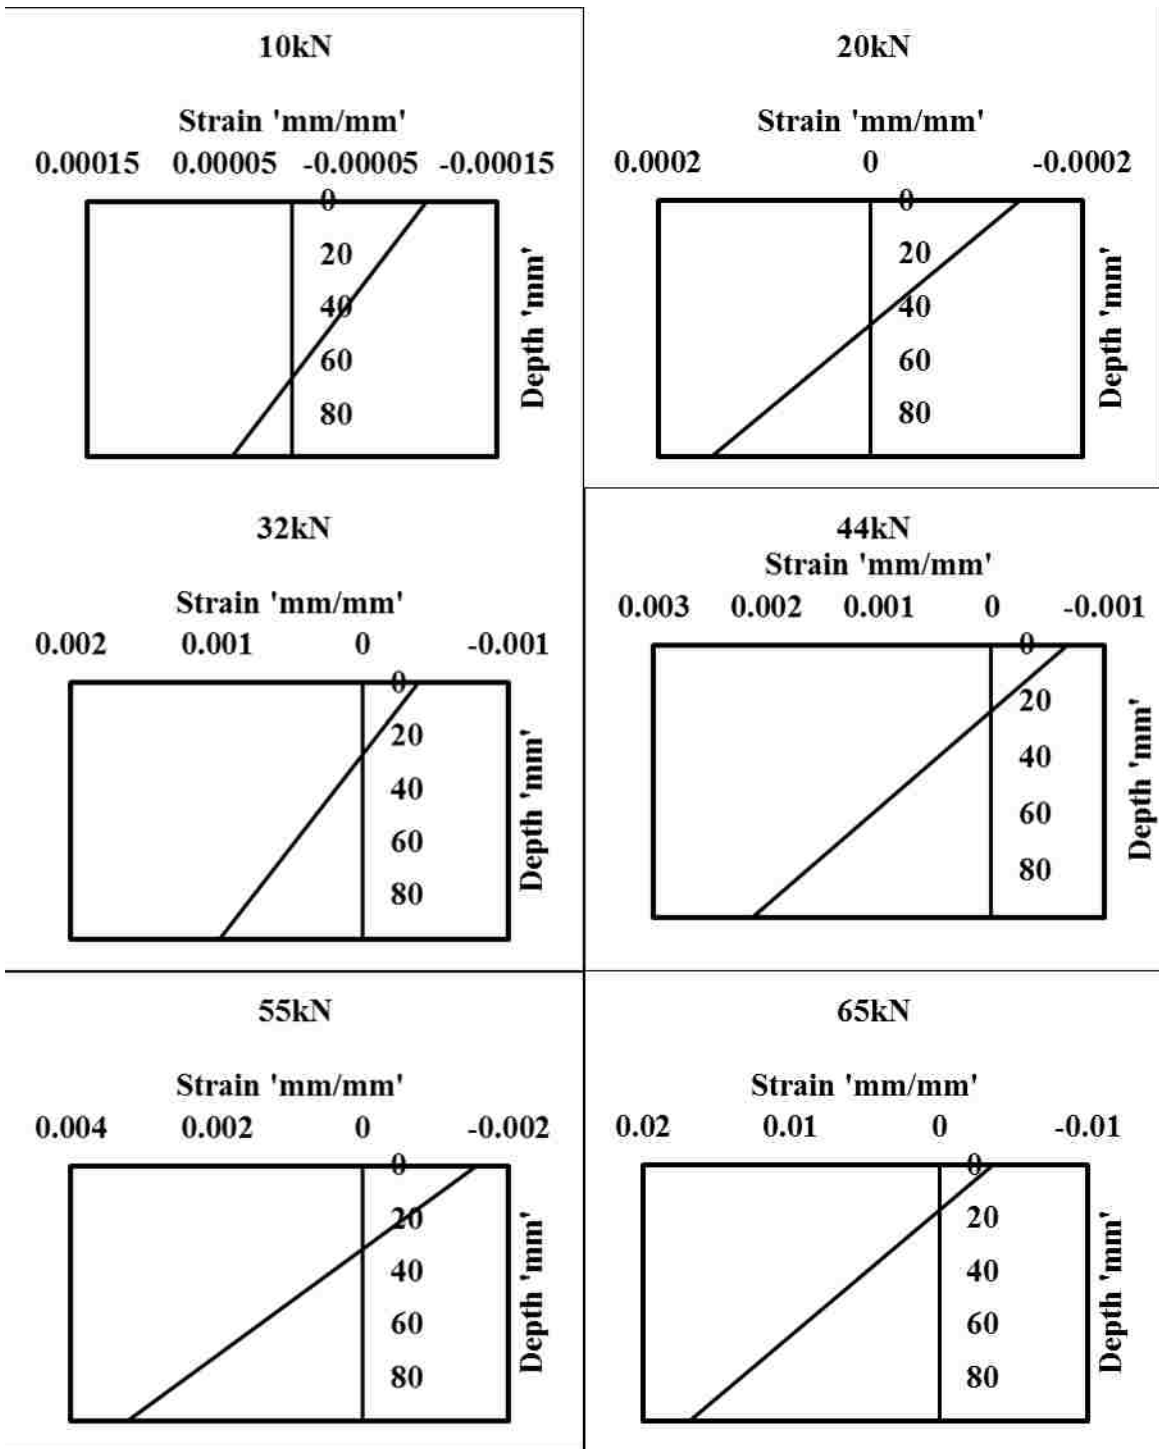 10kN
Strain 'mm/mm'
0.00015 0.00005 -0.00005 -0.00015
0
20
40
60
80
Depth 'mm'
20kN
Strain 'mm/mm'
0.0002 0 -0.0002
0
20
40
60
80
Depth 'mm'
32kN
Strain 'mm/mm'
0.002 0.001 0 -0.001
0
20
40
60
80
Depth 'mm'
44kN
Strain 'mm/mm'
0.003 0.002 0.001 0 -0.001
0
20
40
60
80
Depth 'mm'
55kN
Strain 'mm/mm'
0.004 0.002 0 -0.002
0
20
40
60
80
Depth 'mm'
65kN
Strain 'mm/mm'
0.02 0.01 0 -0.01
0
20
40
60
80
Depth 'mm'